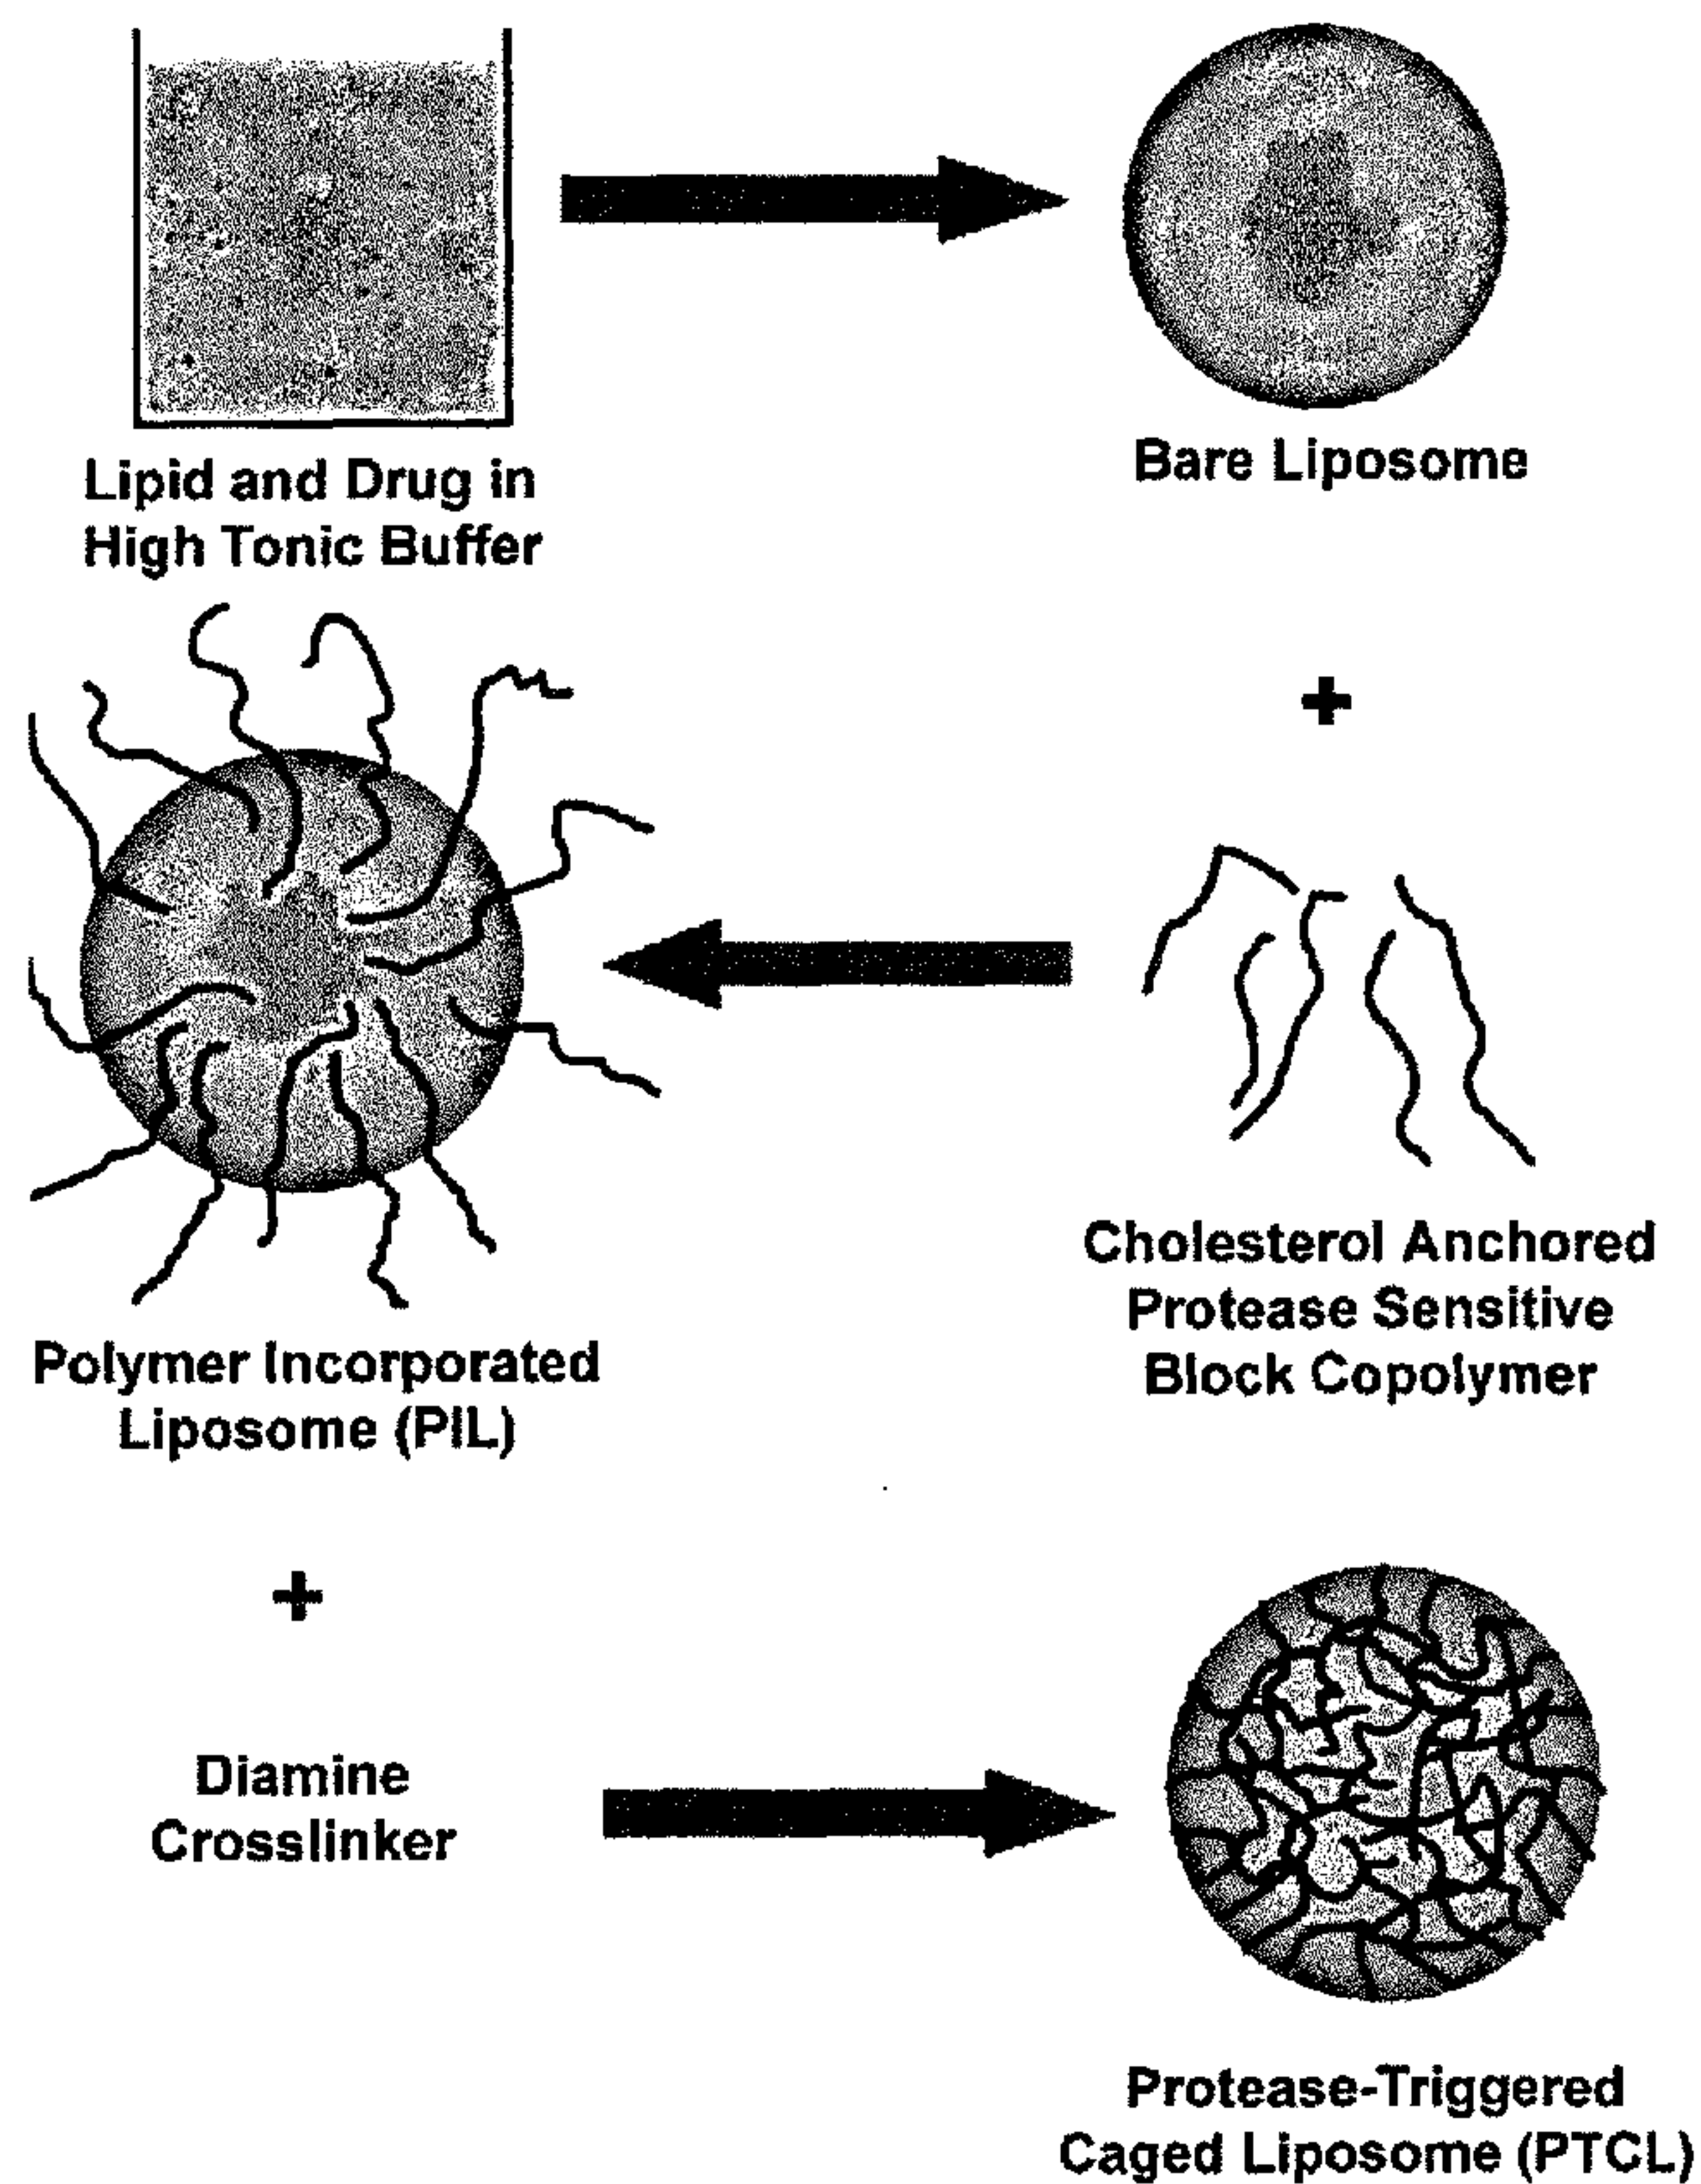 Lipid and Drug in
High Tonic Buffer
Bare Liposome
+
Cholesterol Anchored
Protease Sensitive
Block Copolymer
Polymer Incorporated
Liposome (PIL)
+
Diamine
Crosslinker
Protease-Triggered
Caged Liposome (PTCL)